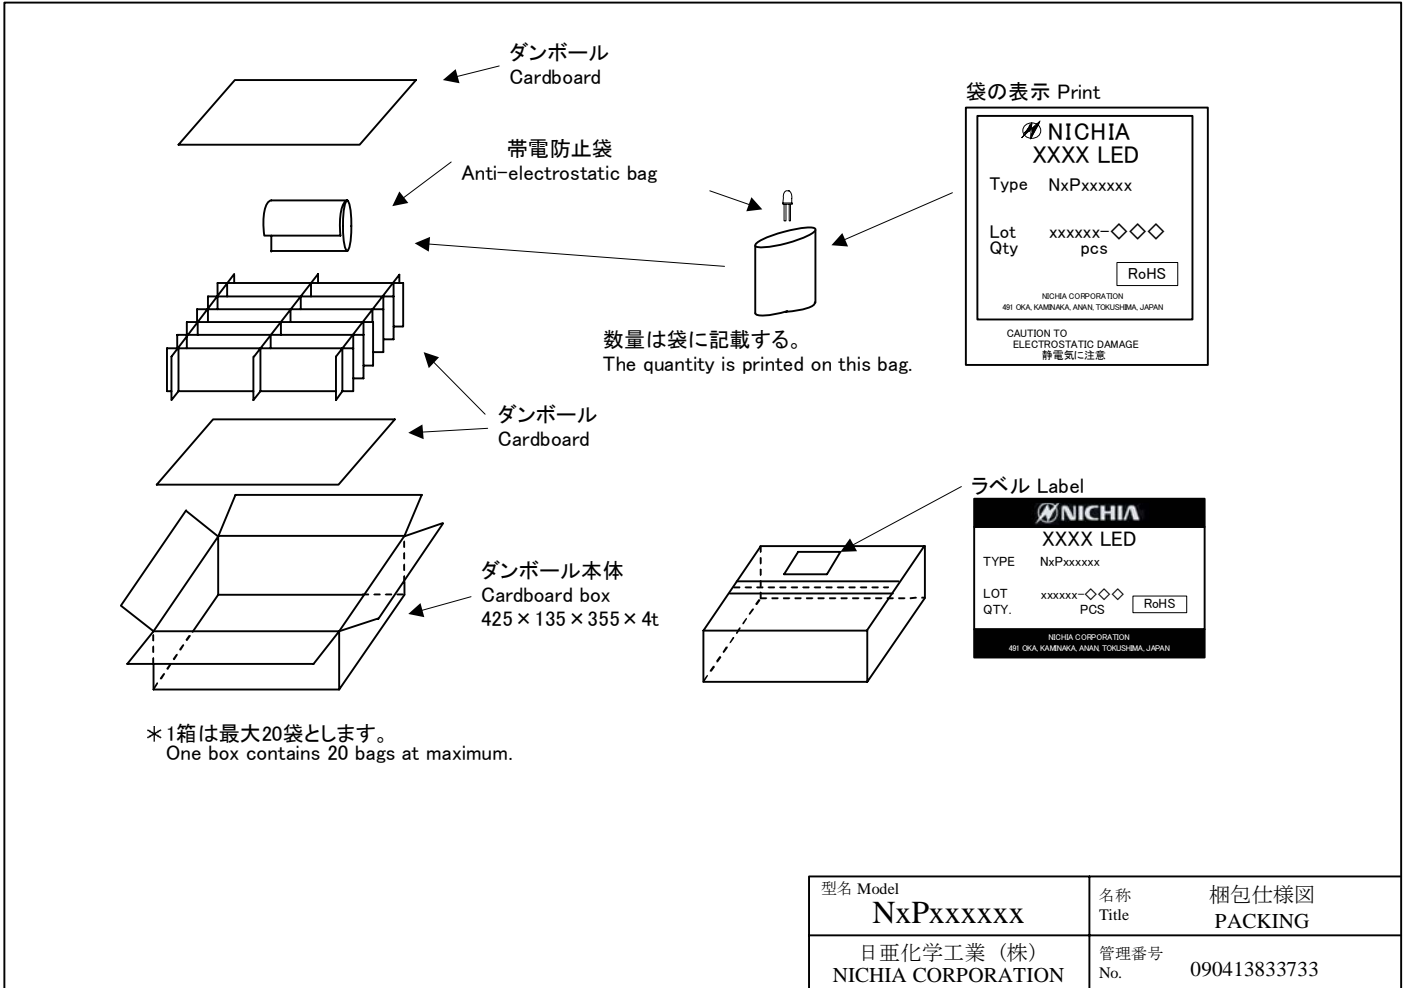 ダンボール
Cardboard
帯電防止袋
Anti-electrostatic bag
袋の表示 Print
NICHIA
XXXX LED
Type NxPxxxxxx
Lot xxxxxx-◇◇◇
Qty pcs
RoHS
NICHIA CORPORATION
491 OKA, KAMINAKA, ANAN, TOKUSHIMA, JAPAN
CAUTION TO
ELECTROSTATIC DAMAGE
静電気に注意
数量は袋に記載する。
The quantity is printed on this bag.
ダンボール
Cardboard
ダンボール本体
Cardboard box
425×135×355×4t
ラベル Label
NICHIA
XXXX LED
TYPE NxPxxxxxx
LOT xxxxxx-◇◇◇
QTY. PCS RoHS
NICHIA CORPORATION
491 OKA, KAMINAKA, ANAN, TOKUSHIMA, JAPAN
*1箱は最大20袋とします。
One box contains 20 bags at maximum.
型名 Model
NxPxxxxxx
名称 梱包仕様図
Title PACKING
日亜化学工業 (株)
NICHIA CORPORATION
管理番号
No. 090413833733